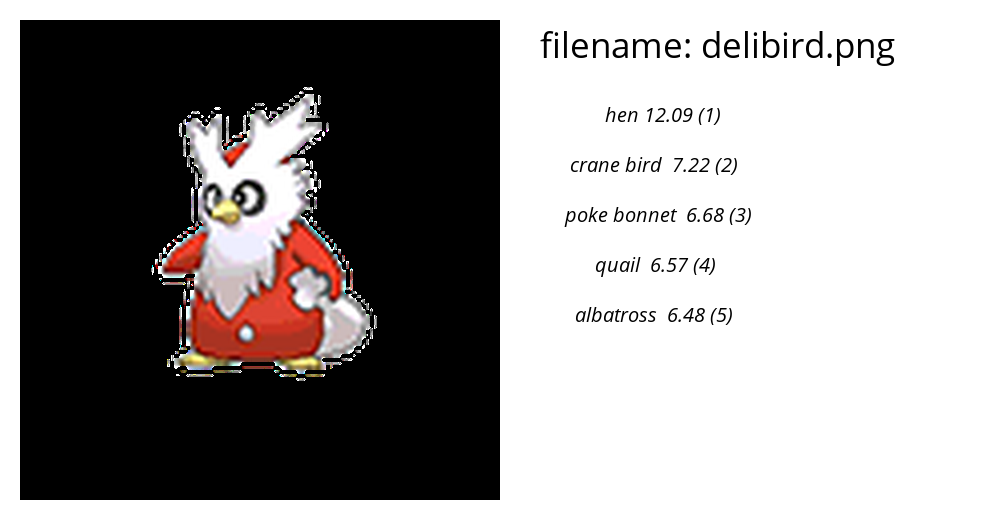 filename: delibird.png
hen 12.09 (1)
crane bird 7.22 (2)
poke bonnet 6.68 (3)
quail 6.57 (4)
albatross 6.48 (5)